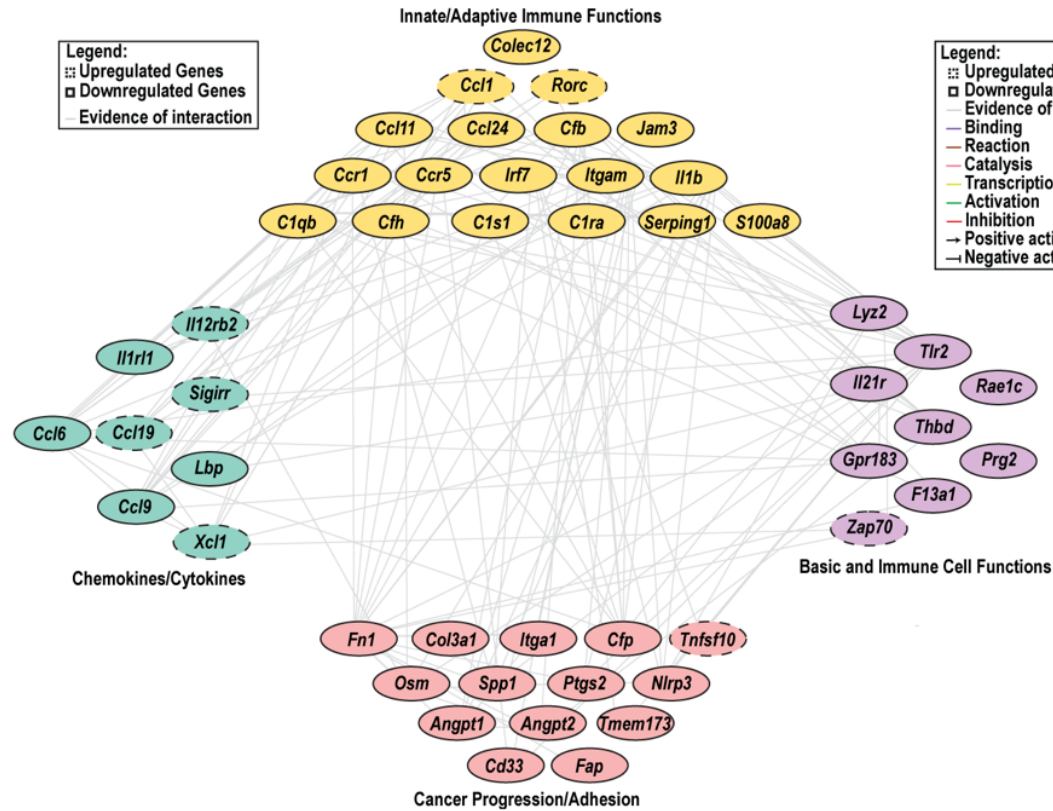 Innate/Adaptive Immune Functions
Legend:
Upregulated Genes
Downregulated Genes
Evidence of interaction
Colec12
Ccl1 Rorc
Ccl11 Ccl24 Cfb Jam3
Ccr1 Ccr5 Irf7 Itgam Il1b
C1qb Cfh C1s1 C1ra Serping1 S100a8
Legend:
Upregulated
Downregula
Evidence of
Binding
Reaction
Catalysis
Transcriptio
Activation
Inhibition
Positive acti
Negative act
Il12rb2
Il1rl1
Sigirr
Ccl6 Ccl19
Lbp
Ccl9
Xcl1
Chemokines/Cytokines
Lyz2
Tlr2
Il21r Rae1c
Thbd
Gpr183 Prg2
F13a1
Zap70
Basic and Immune Cell Functions
Fn1 Col3a1 Itga1 Cfp Tnfsf10
Osm Spp1 Ptgs2 Nlrp3
Angpt1 Angpt2 Tmem173
Cd33 Fap
Cancer Progression/Adhesion